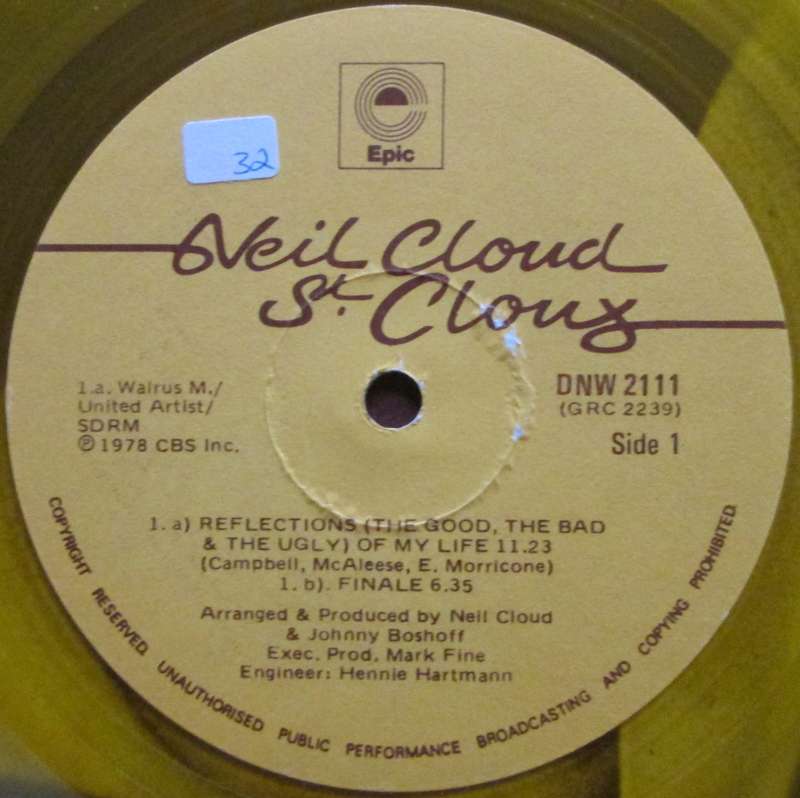 32
Epic
Neil Cloud
St. Cloux
1.a. Walrus M./
United Artist/
SDRM
℗1978 CBS Inc.
DNW 2111
(GRC 2239)
Side 1
1. a) REFLECTIONS (THE GOOD, THE BAD
& THE UGLY) OF MY LIFE 11.23
(Campbell, McAleese, E. Morricone)
1. b). FINALE 6.35
Arranged & Produced by Neil Cloud
& Johnny Boshoff
Exec. Prod. Mark Fine
Engineer: Hennie Hartmann
COPYRIGHT RESERVED. UNAUTHORISED PUBLIC PERFORMANCE BROADCASTING AND COPYING PROHIBITED.